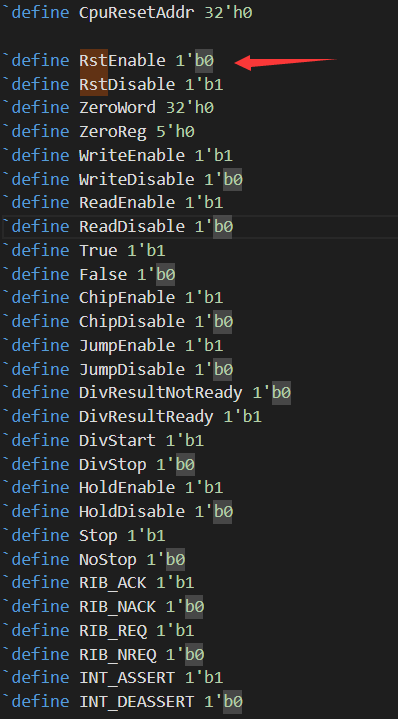 `define CpuResetAddr 32'h0
`define RstEnable 1'b0
`define RstDisable 1'b1
`define ZeroWord 32'h0
`define ZeroReg 5'h0
`define WriteEnable 1'b1
`define WriteDisable 1'b0
`define ReadEnable 1'b1
`define ReadDisable 1'b0
`define True 1'b1
`define False 1'b0
`define ChipEnable 1'b1
`define ChipDisable 1'b0
`define JumpEnable 1'b1
`define JumpDisable 1'b0
`define DivResultNotReady 1'b0
`define DivResultReady 1'b1
`define DivStart 1'b1
`define DivStop 1'b0
`define HoldEnable 1'b1
`define HoldDisable 1'b0
`define Stop 1'b1
`define NoStop 1'b0
`define RIB_ACK 1'b1
`define RIB_NACK 1'b0
`define RIB_REQ 1'b1
`define RIB_NREQ 1'b0
`define INT_ASSERT 1'b1
`define INT_DEASSERT 1'b0